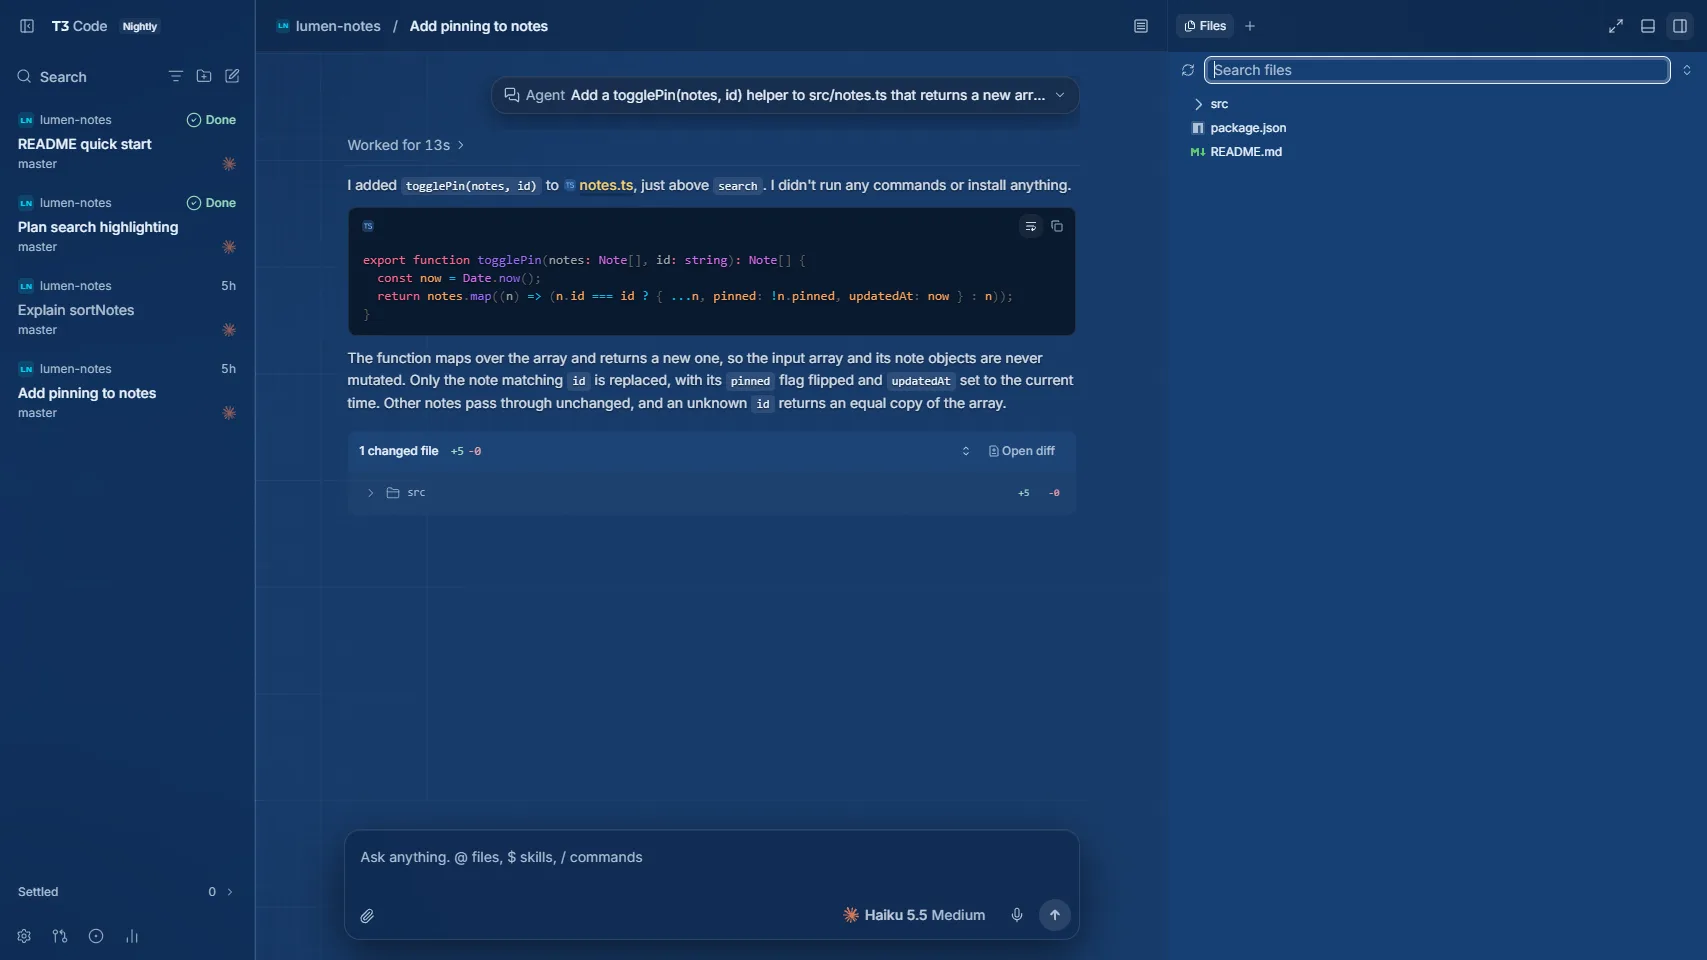 T3 Code Nightly
Search
LN lumen-notes Done
README quick start
master
LN lumen-notes Done
Plan search highlighting
master
LN lumen-notes 5h
Explain sortNotes
master
LN lumen-notes 5h
Add pinning to notes
master
Settled 0
LN lumen-notes / Add pinning to notes
Agent Add a togglePin(notes, id) helper to src/notes.ts that returns a new arr...
Worked for 13s
I added togglePin(notes, id) to TS notes.ts, just above search. I didn't run any commands or install anything.
TS
export function togglePin(notes: Note[], id: string): Note[] {
const now = Date.now();
return notes.map((n) => (n.id === id ? { ...n, pinned: !n.pinned, updatedAt: now } : n));
}
The function maps over the array and returns a new one, so the input array and its note objects are never
mutated. Only the note matching id is replaced, with its pinned flag flipped and updatedAt set to the current
time. Other notes pass through unchanged, and an unknown id returns an equal copy of the array.
1 changed file +5 -0 Open diff
src +5 -0
Ask anything. @ files, $ skills, / commands
Haiku 5.5 Medium
Files
Search files
src
package.json
M↓ README.md